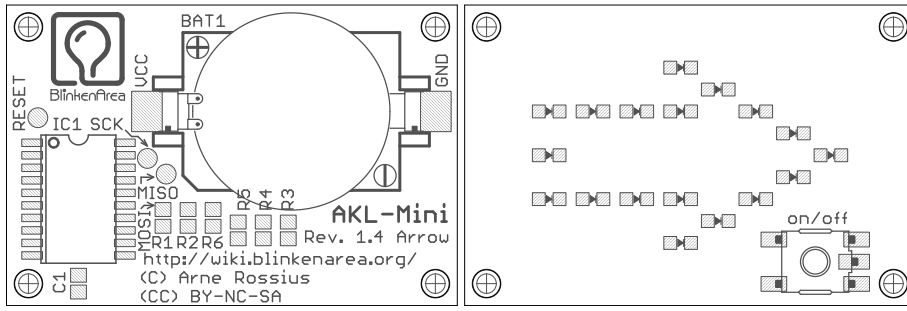 BAT1
BlinkenArea
VCC
GND
RESET
IC1 SCK
MISO
MOSI
R5
R4
R3
AKL-Mini
R1 R2 R6
Rev. 1.4 Arrow
http://wiki.blinkenarea.org/
(C) Arne Rossius
(CC) BY-NC-SA
C1
on/off